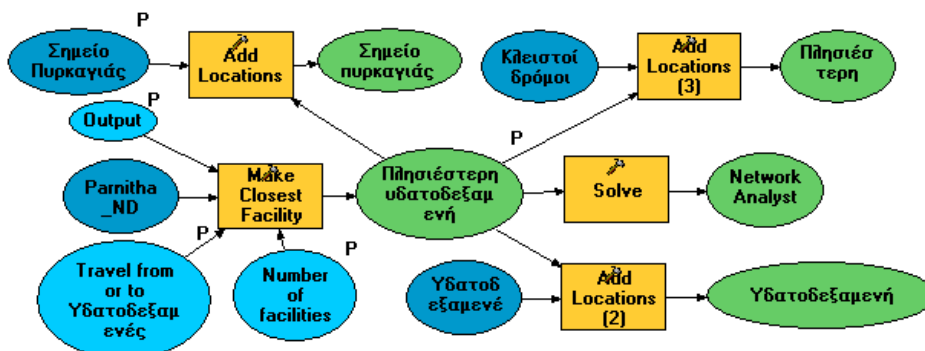 P
Σημείο
Πυρκαγιάς
Add
Locations
Σημείο
πυρκαγιάς
Κλειστοί
δρόμοι
Add
Locations
(3)
Πλησιέσ
τερη
P
Output
P
Parnitha
_ND
Make
Closest
Facility
Πλησιέστερη
υδατοδεξαμ
ενή
Solve
Network
Analyst
P
Travel from
or to
Υδατοδεξαμ
ενές
P
Number
of
facilities
Υδατοδ
εξαμενέ
Add
Locations
(2)
Υδατοδεξαμενή